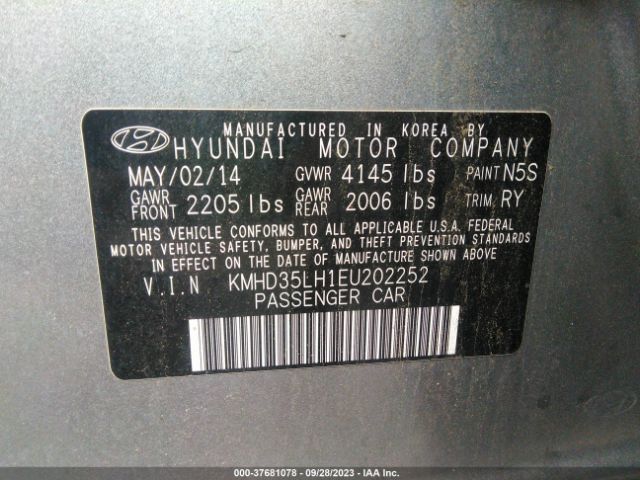 MANUFACTURED IN KOREA BY
HYUNDAI MOTOR COMPANY
MAY/02/14 GVWR 4145 lbs PAINT N5S
GAWR FRONT 2205 lbs GAWR REAR 2006 lbs TRIM. RY
THIS VEHICLE CONFORMS TO ALL APPLICABLE U.S.A. FEDERAL
MOTOR VEHICLE SAFETY, BUMPER, AND THEFT PREVENTION STANDARDS
IN EFFECT ON THE DATE OF MANUFACTURE SHOWN ABOVE
V.I.N KMHD35LH1EU202252
PASSENGER CAR
000-37681078 - 09/28/2023 - IAA Inc.